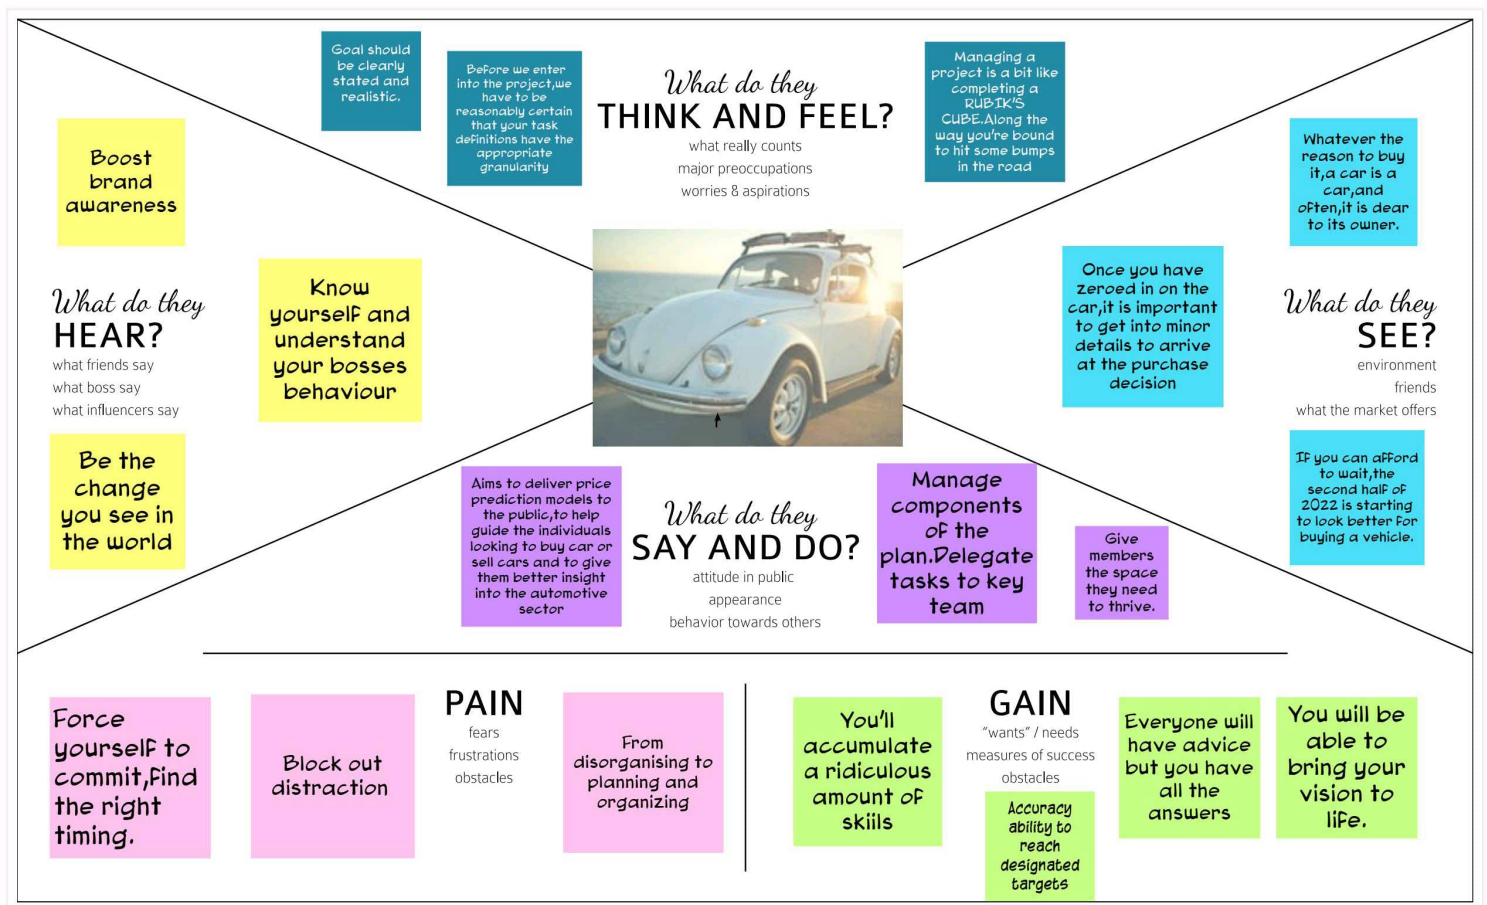 Goal should
be clearly
stated and
realistic.
Before we enter
into the project,we
have to be
reasonably certain
that your task
definitions have the
appropriate
granularity
What do they
THINK AND FEEL?
what really counts
major preoccupations
worries & aspirations
Managing a
project is a bit like
completing a
RUBIK'S
CUBE.Along the
way you're bound
to hit some bumps
in the road
Boost
brand
awareness
Know
yourself and
understand
your bosses
behaviour
What do they
HEAR?
what friends say
what boss say
what influencers say
Be the
change
you see in
the world
Whatever the
reason to buy
it,a car is a
car,and
often,it is dear
to its owner.
Once you have
zeroed in on the
car,it is important
to get into minor
details to arrive
at the purchase
decision
What do they
SEE?
environment
friends
what the market offers
If you can afford
to wait,the
second half of
2022 is starting
to look better for
buying a vehicle.
Aims to deliver price
prediction models to
the public,to help
guide the individuals
looking to buy car or
sell cars and to give
them better insight
into the automotive
sector
What do they
SAY AND DO?
attitude in public
appearance
behavior towards others
Manage
components
of the
plan.Delegate
tasks to key
team
Give
members
the space
they need
to thrive.
Force
yourself to
commit,find
the right
timing.
Block out
distraction
PAIN
fears
frustrations
obstacles
From
disorganising to
planning and
organizing
You'll
accumulate
a ridiculous
amount of
skiils
GAIN
"wants" / needs
measures of success
obstacles
Accuracy
ability to
reach
designated
targets
Everyone will
have advice
but you have
all the
answers
You will be
able to
bring your
vision to
life.